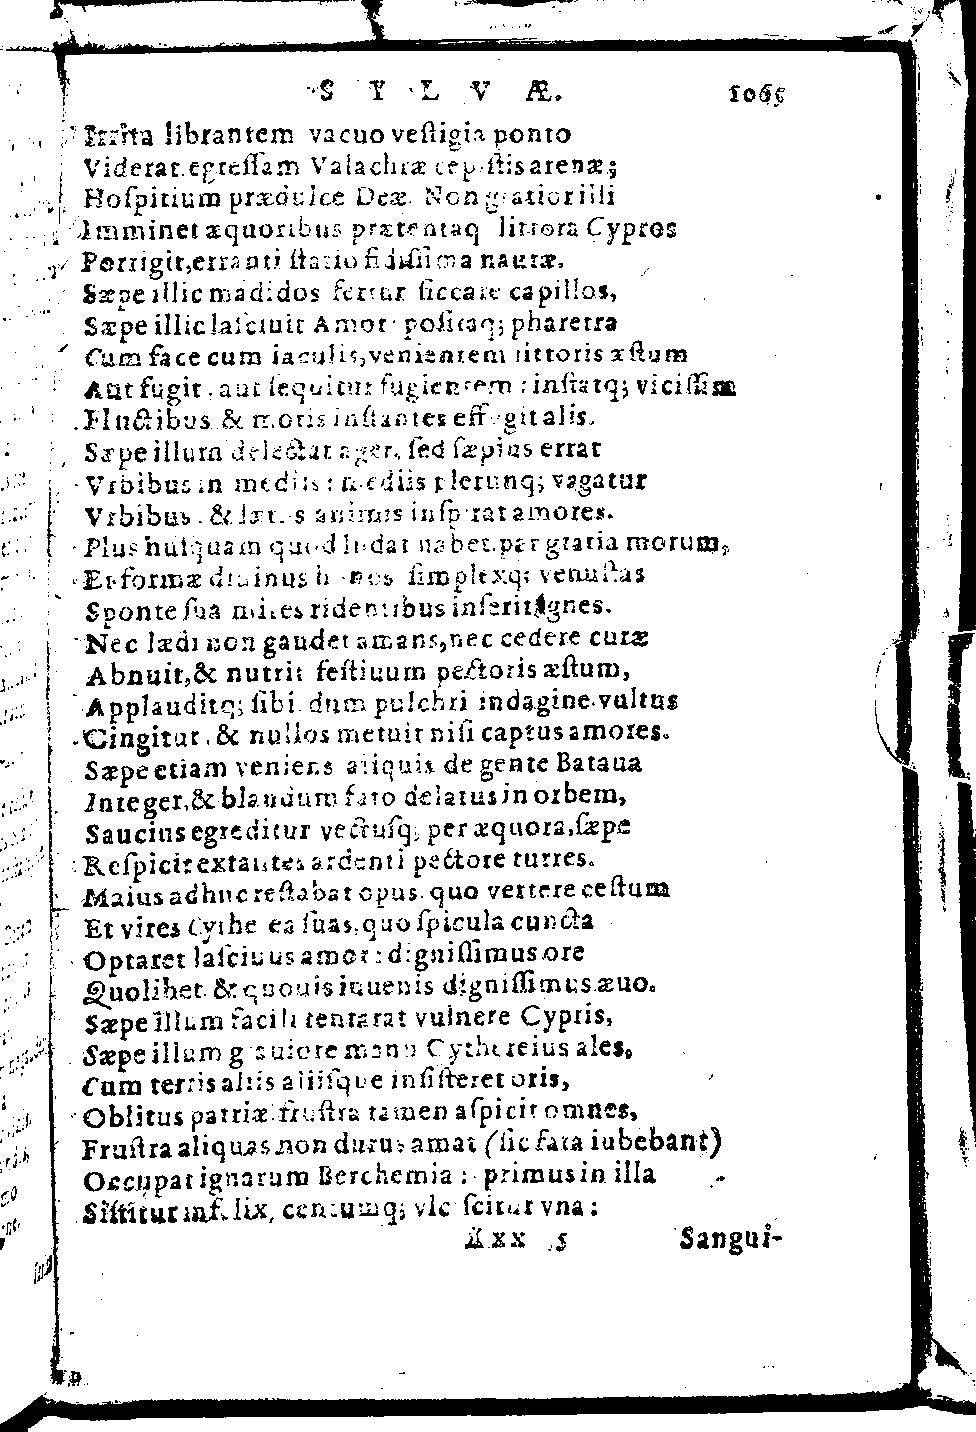 SYLVÆ. 1065
librantem vacuo veſtigia ponto
Viderat, egreſſam Valachræ cepiſtis arenæ;
Hoſpitium prædulce Deæ. Non gratior illi
Imminet æquoribus prætentaq; littora Cypros
Porrigit, erranti ſtatio fidiſſima nautæ.
Sæpe illic madidos fertur ſiccare capillos,
Sæpe illic laſciuit Amor poſitaq; pharetra
Cum face cum iaculis, venientem littoris æſtum
Aut fugit, aut ſequitur fugientem: inſtatq; viciſſim
Fluctibus & motis inſtantes effugit alis.
Sæpe illum delectat ager, ſed ſæpius errat
Vrbibus in mediis: mediis plerunq; vagatur
Vrbibus, & lætis animis inſpirat amores.
Plus huſquam quod ludat habet. par gratia morum,
Et formæ diuinus honos ſimplexq; venuſtas
Sponte ſua mites ridentibus inſerit ignes.
Nec lædi non gaudet amans, nec cedere curæ
Abnuit, & nutrit feſtiuum pectoris æſtum,
Applauditq; ſibi dum pulchri indagine vultus
Cingitur, & nullos metuit niſi captus amores.
Sæpe etiam veniens aliquis de gente Bataua
Integer, & blandum fato delatus in orbem,
Saucius egreditur vectuſq; per æquora, ſæpe
Reſpicit extantes ardenti pectore turres.
Maius adhuc reſtabat opus, quo vertere ceſtum
Et vires Cytherea ſuas, quo ſpicula cuncta
Optaret laſciuus amor: digniſſimus ore
Quolibet & quouis iuuenis digniſſimus æuo.
Sæpe illum facili tentarat vulnere Cypris,
Sæpe illum grauiore manu Cythereius ales,
Cum terris aliis aliiſque inſiſteret oris,
Oblitus patriæ. fruſtra tamen aſpicit omnes,
Fruſtra aliquas non durus amat (ſic fata iubebant)
Occupat ignarum Berchemia: primus in illa
Siſtitur infelix, centumq; vlciſcitur vna:
Xxx 5 Sangui-